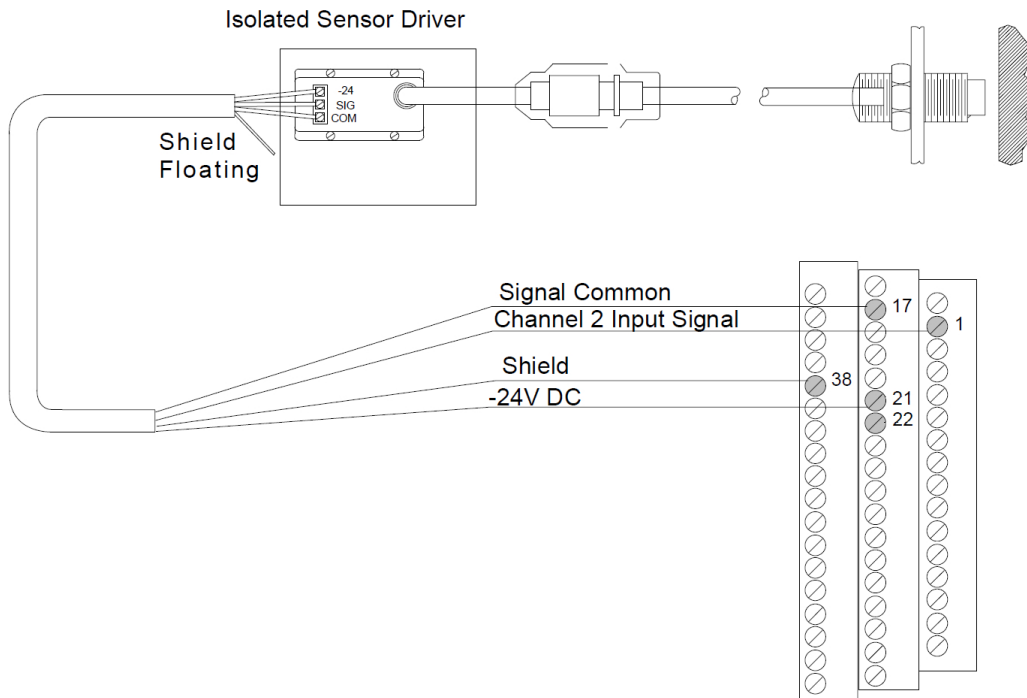 Isolated Sensor Driver
-24
SIG
COM
Shield
Floating
Signal Common
17
Channel 2 Input Signal
1
Shield
38
-24V DC
21
22